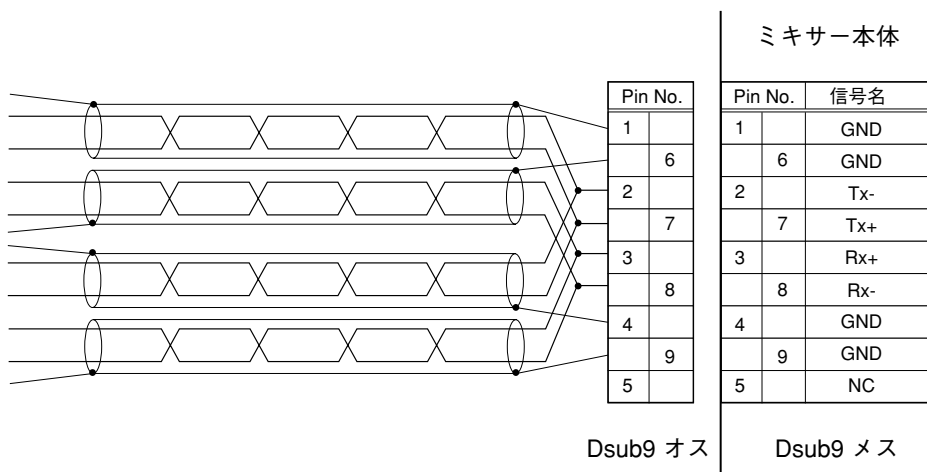 ミキサー本体
Pin No.
1
6
2
7
3
8
4
9
5
Pin No. 信号名
1 GND
6 GND
2 Tx-
7 Tx+
3 Rx+
8 Rx-
4 GND
9 GND
5 NC
Dsub9 オス
Dsub9 メス